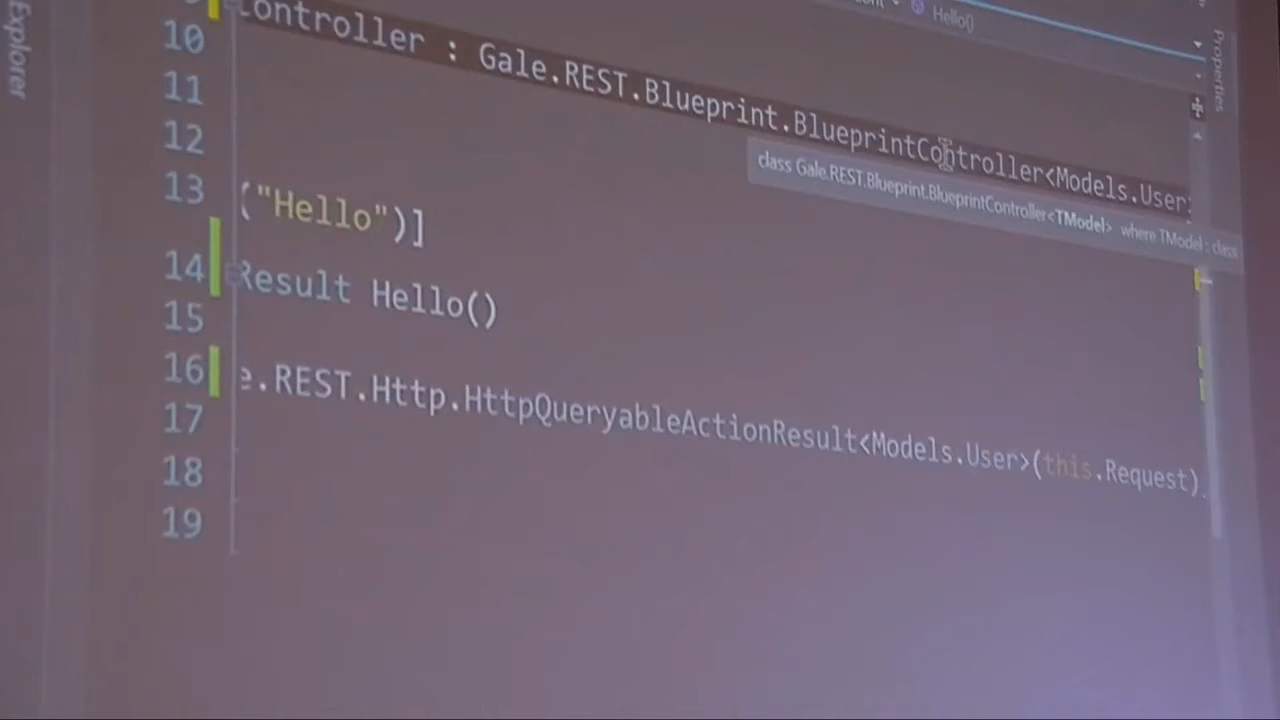 Explorer
Hello()
Properties
10
ontroller : Gale.REST.Blueprint.BlueprintController<Models.User>
11
class Gale.REST.Blueprint.BlueprintController<TModel> where TModel : class
12
13
("Hello")]
14
Result Hello()
15
16
e.REST.Http.HttpQueryableActionResult<Models.User>(this.Request)
17
18
19